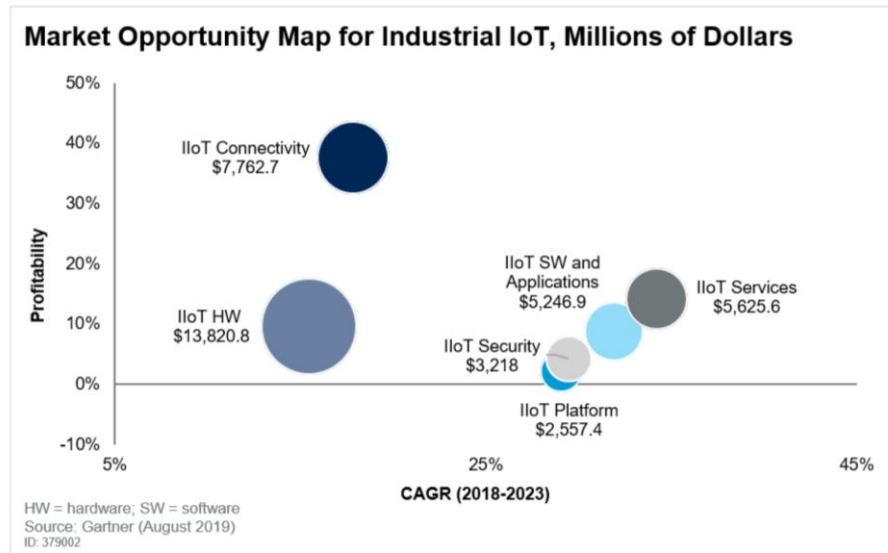 Market Opportunity Map for Industrial IoT, Millions of Dollars
50%
40%
30%
20%
10%
0%
-10%
Profitability
IIoT Connectivity
$7,762.7
IIoT HW
$13,820.8
IIoT SW and
Applications
$5,246.9
IIoT Services
$5,625.6
IIoT Security
$3,218
IIoT Platform
$2,557.4
5%
25%
45%
CAGR (2018-2023)
HW = hardware; SW = software
Source: Gartner (August 2019)
ID: 379002